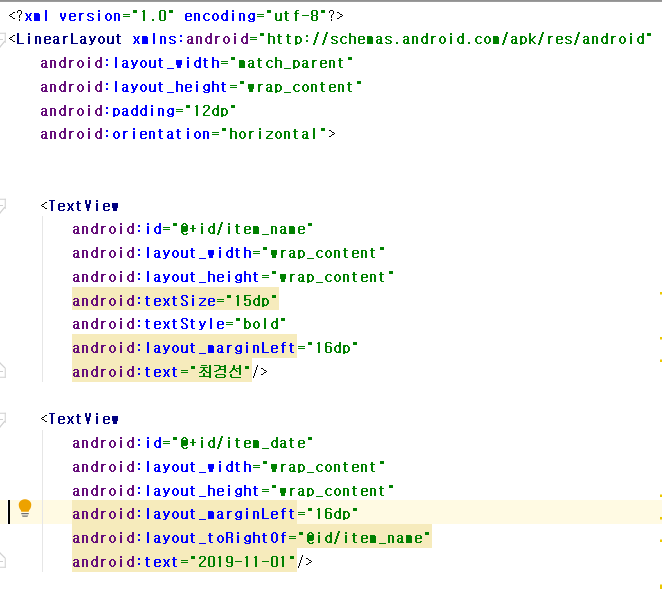 <?xml version="1.0" encoding="utf-8"?>
<LinearLayout xmlns:android="http://schemas.android.com/apk/res/android"
    android:layout_width="match_parent"
    android:layout_height="wrap_content"
    android:padding="12dp"
    android:orientation="horizontal">
    <TextView
        android:id="@+id/item_name"
        android:layout_width="wrap_content"
        android:layout_height="wrap_content"
        android:textSize="15dp"
        android:textStyle="bold"
        android:layout_marginLeft="16dp"
        android:text="최경선"/>
    <TextView
        android:id="@+id/item_date"
        android:layout_width="wrap_content"
        android:layout_height="wrap_content"
        android:layout_marginLeft="16dp"
        android:layout_toRightOf="@id/item_name"
        android:text="2019-11-01"/>